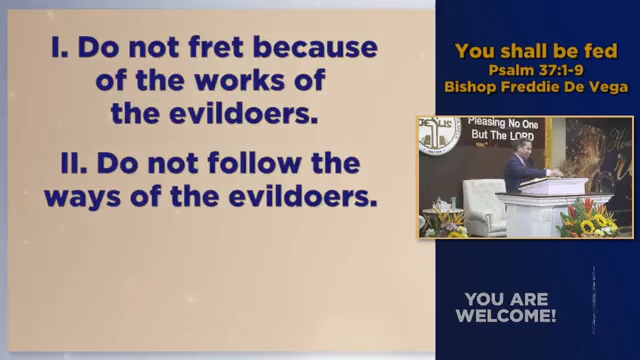 I. Do not fret because
of the works of
the evildoers.
II. Do not follow the
ways of the evildoers.
You shall be fed
Psalm 37:1-9
Bishop Freddie De Vega
Pleasing No One
But The LORD
YOU ARE
WELCOME!